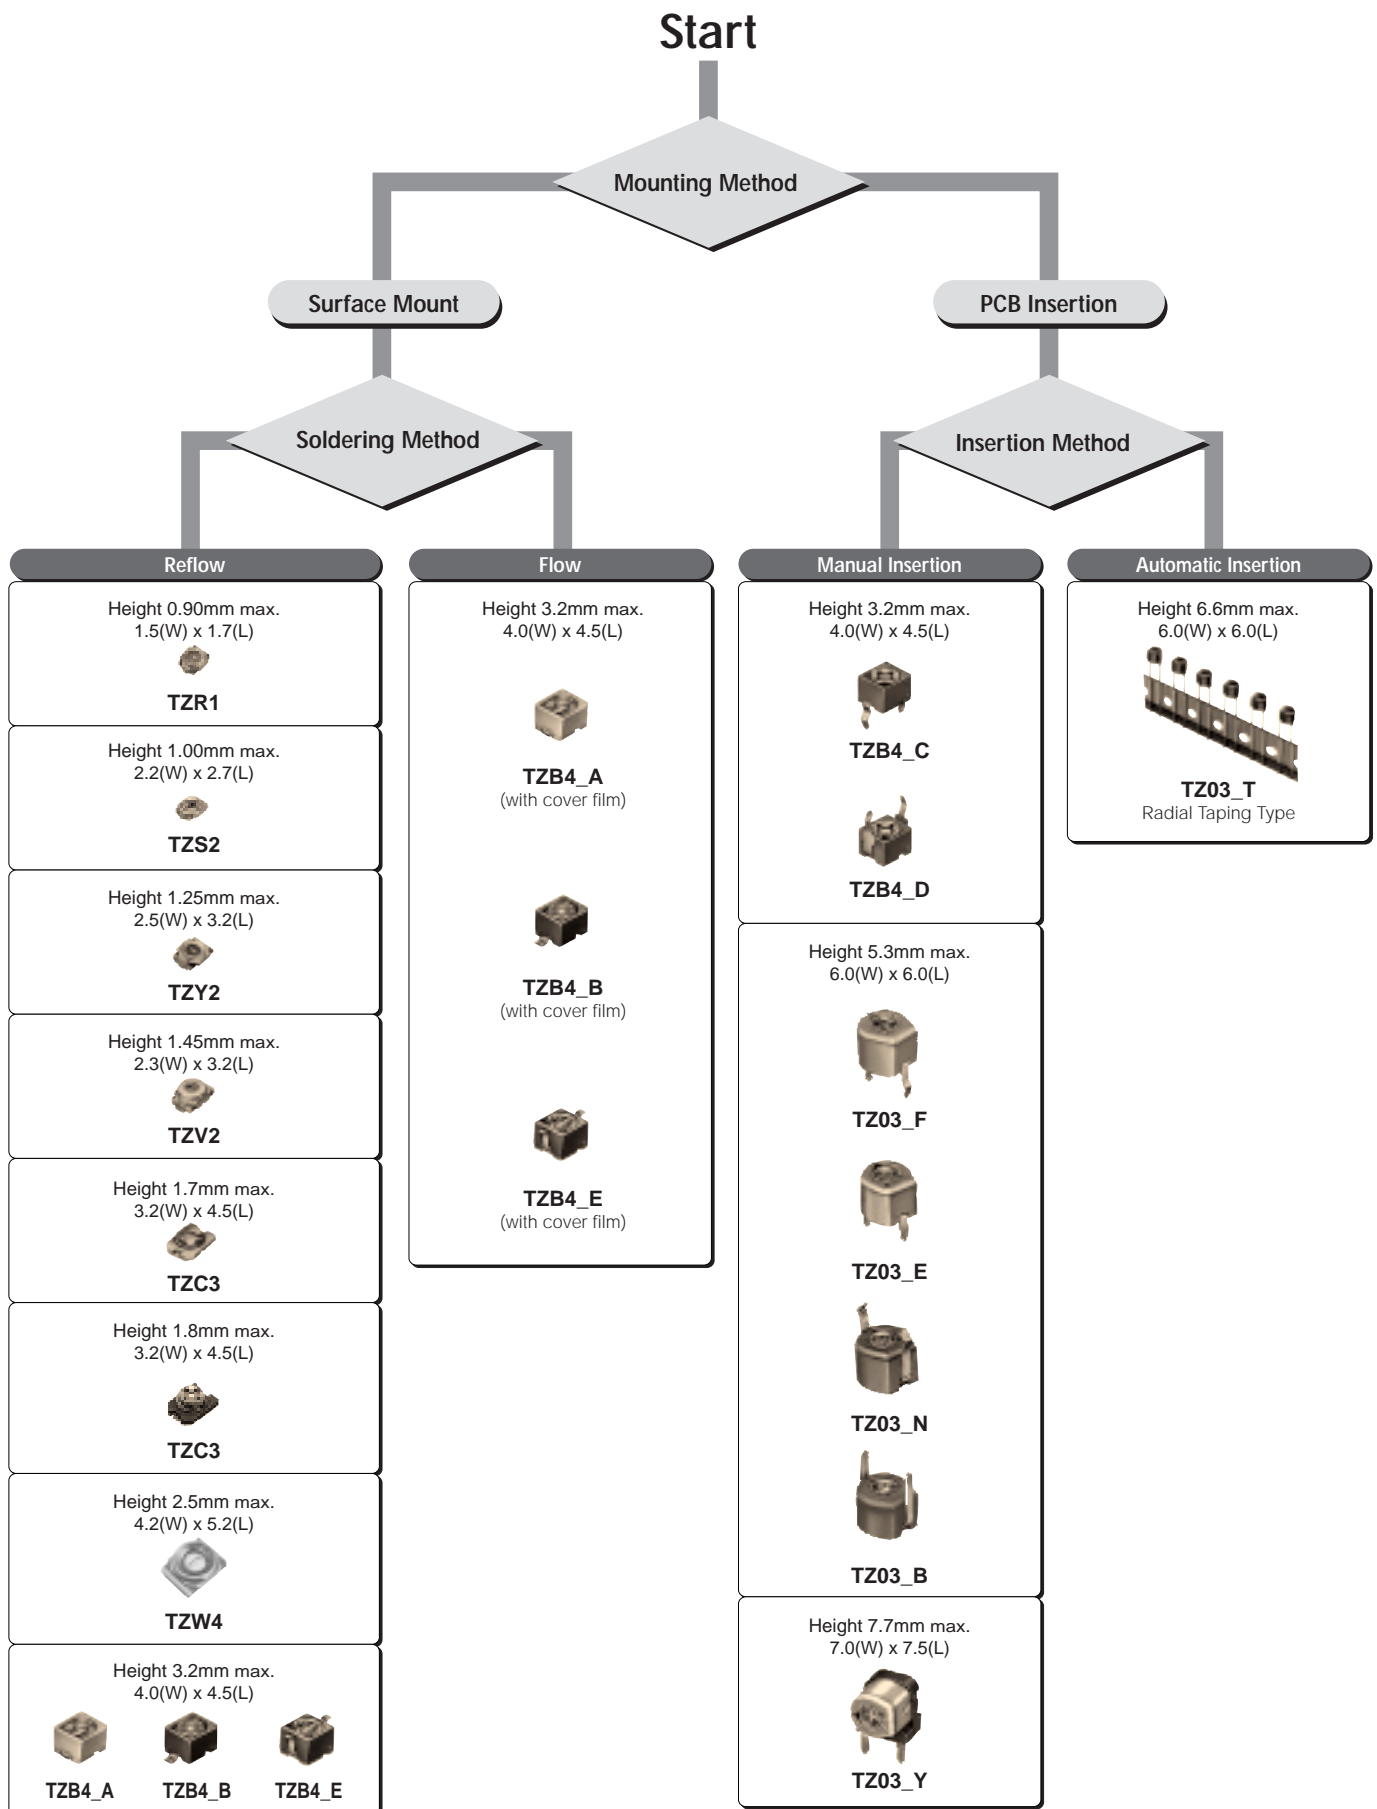 Start
Mounting Method
Surface Mount
PCB Insertion
Soldering Method
Insertion Method
Reflow
Height 0.90mm max.
1.5(W) x 1.7(L)
TZR1
Height 1.00mm max.
2.2(W) x 2.7(L)
TZS2
Height 1.25mm max.
2.5(W) x 3.2(L)
TZY2
Height 1.45mm max.
2.3(W) x 3.2(L)
TZV2
Height 1.7mm max.
3.2(W) x 4.5(L)
TZC3
Height 1.8mm max.
3.2(W) x 4.5(L)
TZC3
Height 2.5mm max.
4.2(W) x 5.2(L)
TZW4
Height 3.2mm max.
4.0(W) x 4.5(L)
TZB4_A TZB4_B TZB4_E
Flow
Height 3.2mm max.
4.0(W) x 4.5(L)
TZB4_A
(with cover film)
TZB4_B
(with cover film)
TZB4_E
(with cover film)
Manual Insertion
Height 3.2mm max.
4.0(W) x 4.5(L)
TZB4_C
TZB4_D
Height 5.3mm max.
6.0(W) x 6.0(L)
TZ03_F
TZ03_E
TZ03_N
TZ03_B
Height 7.7mm max.
7.0(W) x 7.5(L)
TZ03_Y
Automatic Insertion
Height 6.6mm max.
6.0(W) x 6.0(L)
TZ03_T
Radial Taping Type